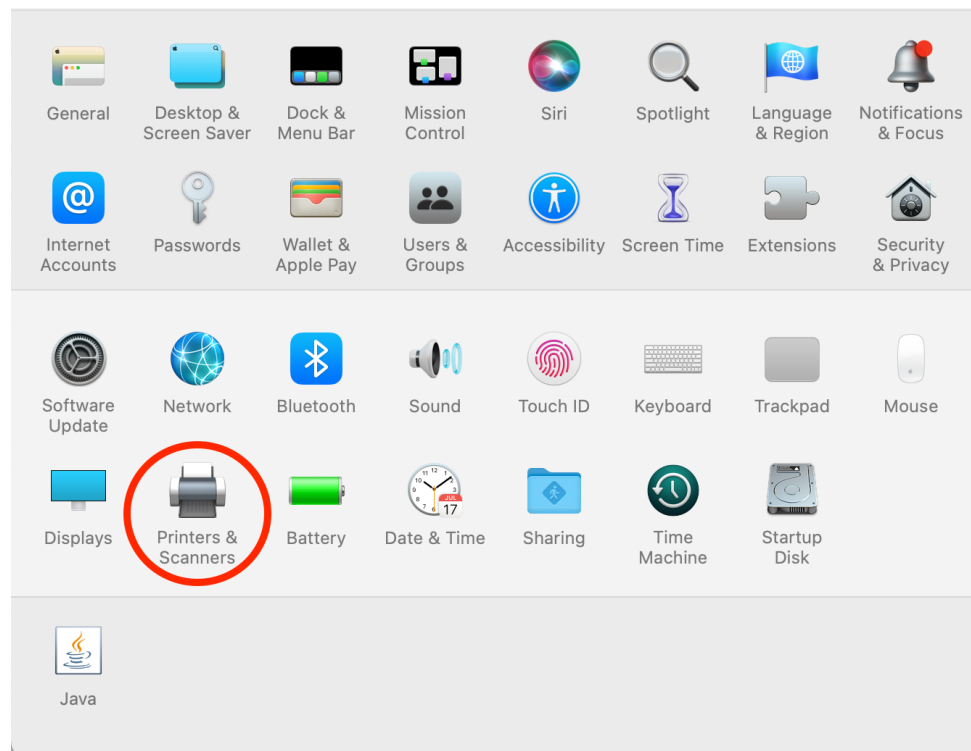 General
Desktop &
Screen Saver
Dock &
Menu Bar
Mission
Control
Siri
Spotlight
Language
& Region
Notifications
& Focus
@
Internet
Accounts
Passwords
Wallet &
Apple Pay
Users &
Groups
Accessibility
Screen Time
Extensions
Security
& Privacy
Software
Update
Network
Bluetooth
Sound
Touch ID
Keyboard
Trackpad
Mouse
Displays
Printers &
Scanners
Battery
JUL
17
Date & Time
Sharing
Time
Machine
Startup
Disk
Java